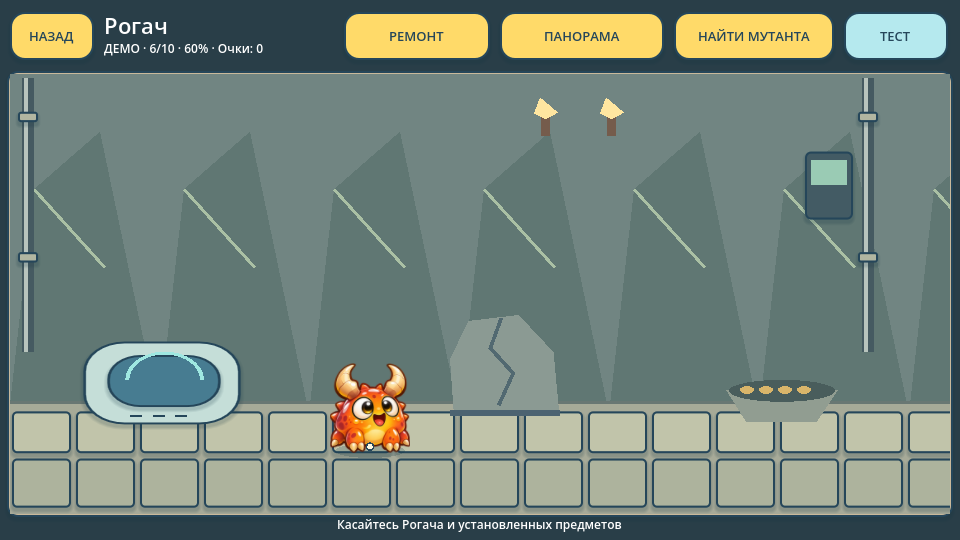 НАЗАД
Рогач
ДЕМО · 6/10 · 60% · Очки: 0
РЕМОНТ
ПАНОРАМА
НАЙТИ МУТАНТА
ТЕСТ
Касайтесь Рогача и установленных предметов